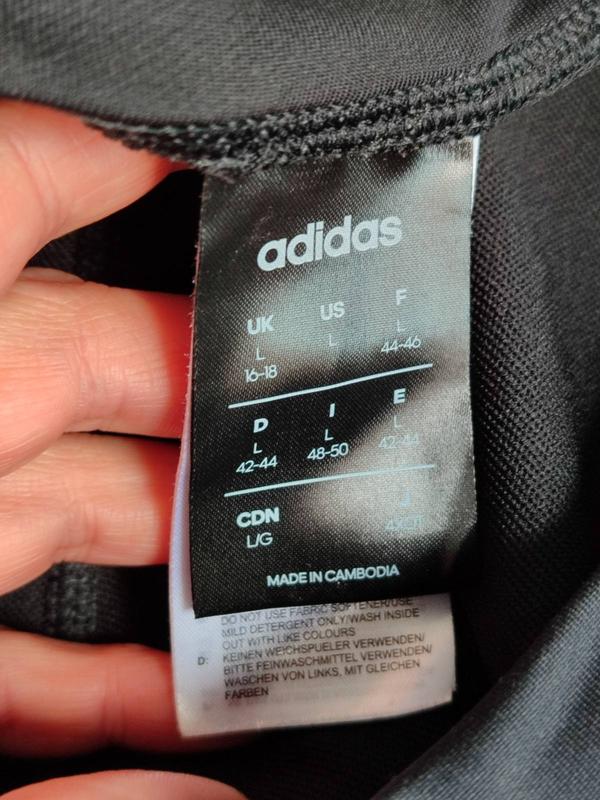 adidas
UK US F
L L L
16-18 44-46
D I E
L L L
42-44 48-50 42-44
CDN J
L/G 4XOT
MADE IN CAMBODIA
DO NOT USE FABRIC SOFTENER/USE
MILD DETERGENT ONLY/WASH INSIDE
OUT WITH LIKE COLOURS
D: KEINEN WEICHSPUELER VERWENDEN/
BITTE FEINWASCHMITTEL VERWENDEN/
WASCHEN VON LINKS, MIT GLEICHEN
FARBEN